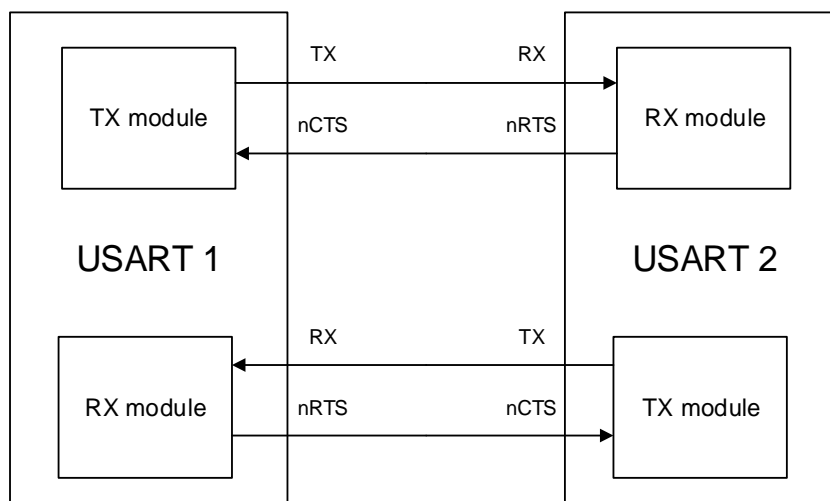 TX RX
TX module RX module
nCTS nRTS
USART 1 USART 2
RX TX
RX module TX module
nRTS nCTS